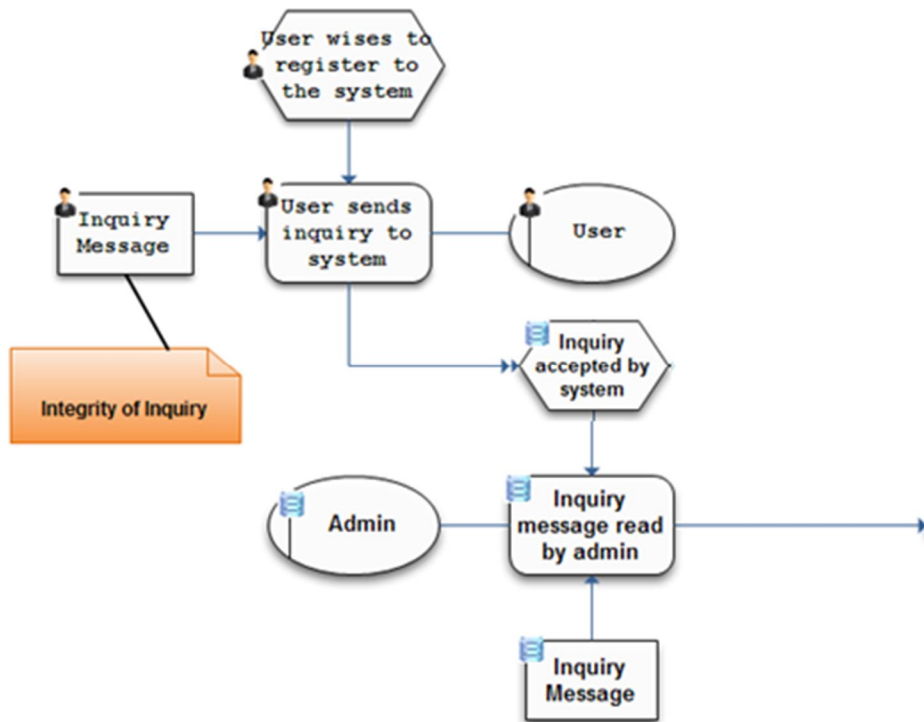 User wises to
register to
the system
Inquiry
Message
User sends
inquiry to
system
User
Integrity of Inquiry
Inquiry
accepted by
system
Admin
Inquiry
message read
by admin
Inquiry
Message